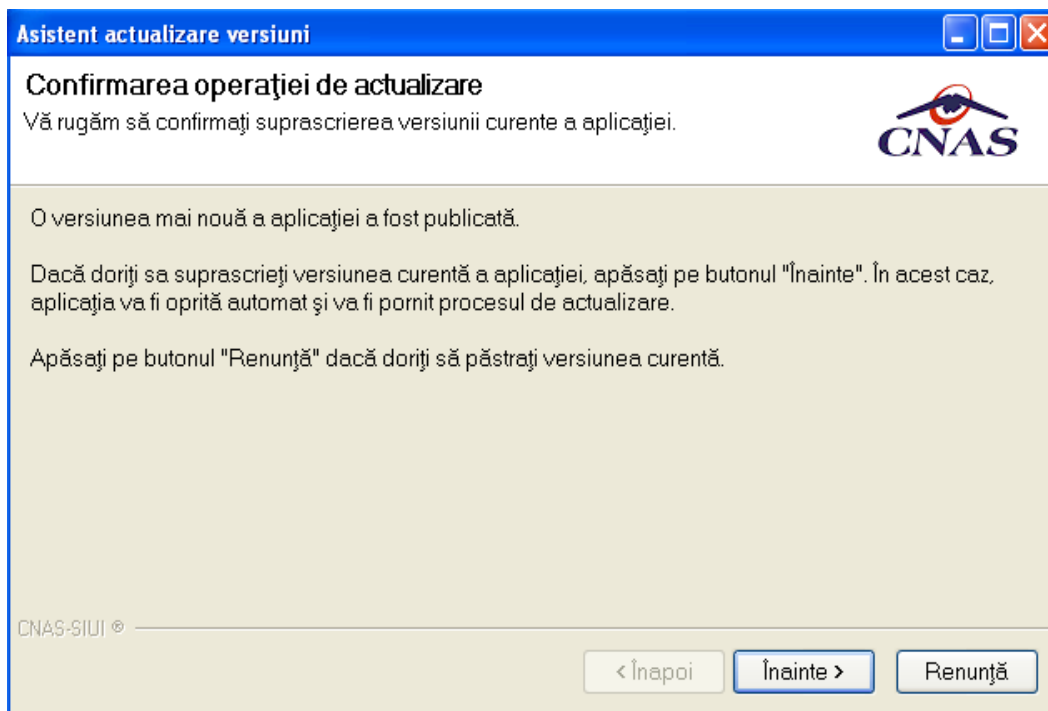 Asistent actualizare versiuni
Confirmarea operaţiei de actualizare
Vă rugăm să confirmaţi suprascrierea versiunii curente a aplicaţiei.
CNAS
O versiunea mai nouă a aplicaţiei a fost publicată.
Dacă doriţi sa suprascrieţi versiunea curentă a aplicaţiei, apăsaţi pe butonul "Înainte". În acest caz,
aplicaţia va fi oprită automat şi va fi pornit procesul de actualizare.
Apăsaţi pe butonul "Renunţă" dacă doriţi să păstraţi versiunea curentă.
CNAS-SIUI ®
< Înapoi
Înainte >
Renunţă